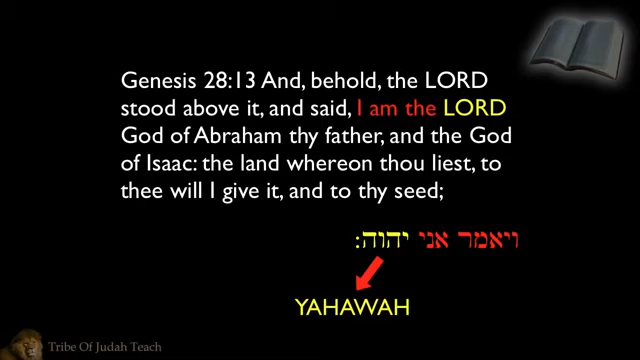 Genesis 28:13 And, behold, the LORD
stood above it, and said, I am the LORD
God of Abraham thy father, and the God
of Isaac: the land whereon thou liest, to
thee will I give it, and to thy seed;
ויאמר אני יהוה:
YAHAWAH
Tribe Of Judah Teach